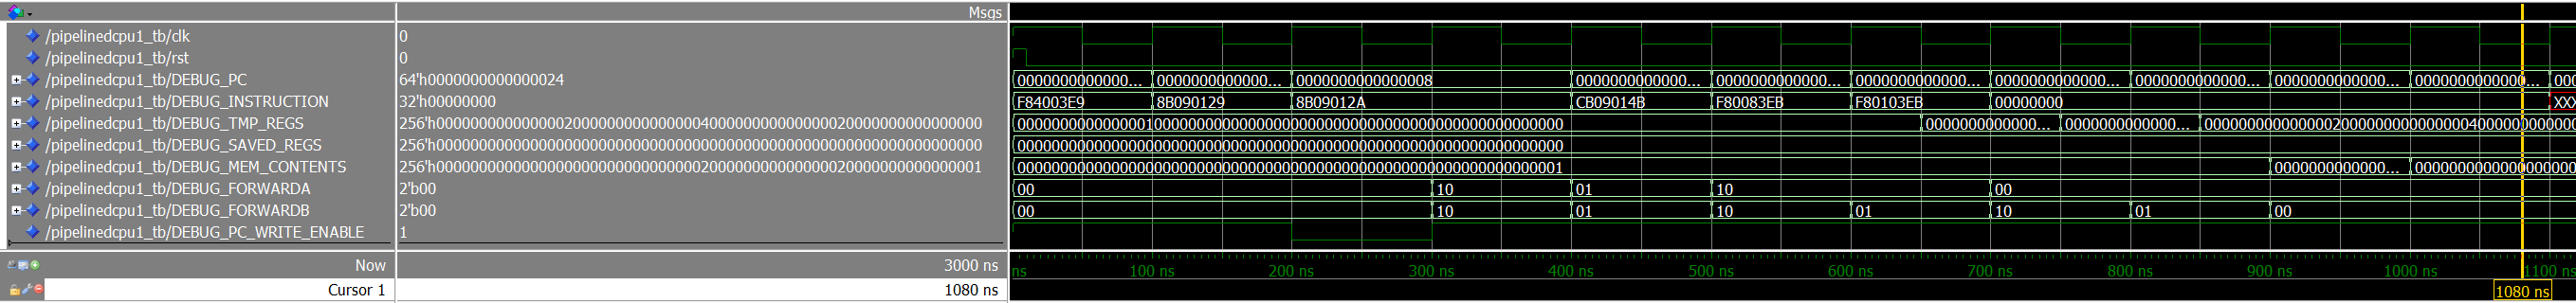 Msgs
/pipelinedcpu1_tb/clk 0
/pipelinedcpu1_tb/rst 0
/pipelinedcpu1_tb/DEBUG_PC 64'h0000000000000024 0000000000000... 0000000000000... 0000000000000008 0000000000000... 0000000000000... 0000000000000... 0000000000000... 0000000000000... 0000000000000... 0000000000000... 000
/pipelinedcpu1_tb/DEBUG_INSTRUCTION 32'h00000000 F84003E9 8B090129 8B09012A CB09014B F80083EB F80103EB 00000000 XXX
/pipelinedcpu1_tb/DEBUG_TMP_REGS 256'h0000000000000002000000000000000400000000000000020000000000000000 0000000000000001000000000000000000000000000000000000000000000000 0000000000000... 0000000000000... 000000000000000200000000000000040000000000
/pipelinedcpu1_tb/DEBUG_SAVED_REGS 256'h0000000000000000000000000000000000000000000000000000000000000000 0000000000000000000000000000000000000000000000000000000000000000
/pipelinedcpu1_tb/DEBUG_MEM_CONTENTS 256'h0000000000000000000000000000000200000000000000020000000000000001 0000000000000000000000000000000000000000000000000000000000000001 0000000000000... 0000000000000000000
/pipelinedcpu1_tb/DEBUG_FORWARDA 2'b00 00 10 01 10 00
/pipelinedcpu1_tb/DEBUG_FORWARDB 2'b00 00 10 01 10 01 10 01 00
/pipelinedcpu1_tb/DEBUG_PC_WRITE_ENABLE 1
Now 3000 ns ns 100 ns 200 ns 300 ns 400 ns 500 ns 600 ns 700 ns 800 ns 900 ns 1000 ns 1100 ns
Cursor 1 1080 ns 1080 ns